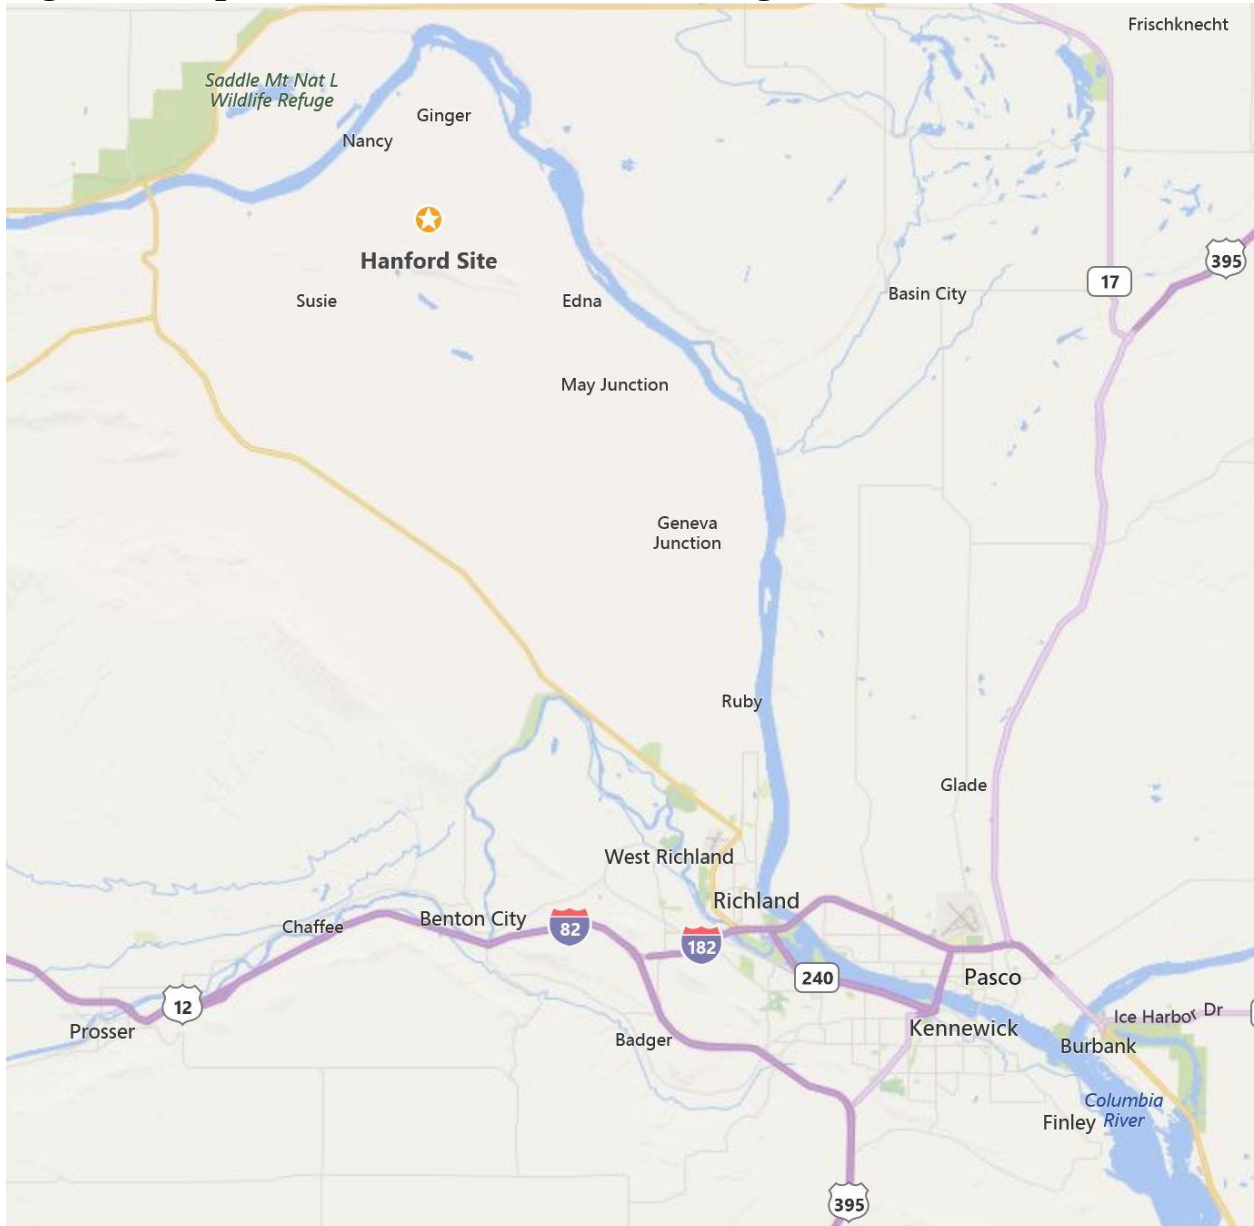 Frischknecht
Saddle Mt Nat L
Wildlife Refuge
Ginger
Nancy
395
Hanford Site
17
Susie
Edna
Basin City
May Junction
Geneva
Junction
Ruby
Glade
West Richland
Richland
Benton City
Chaffee
82
182
240
Pasco
12
Prosser
Ice Harbor Dr
Kennewick
Badger
Burbank
Columbia
River
Finley
395